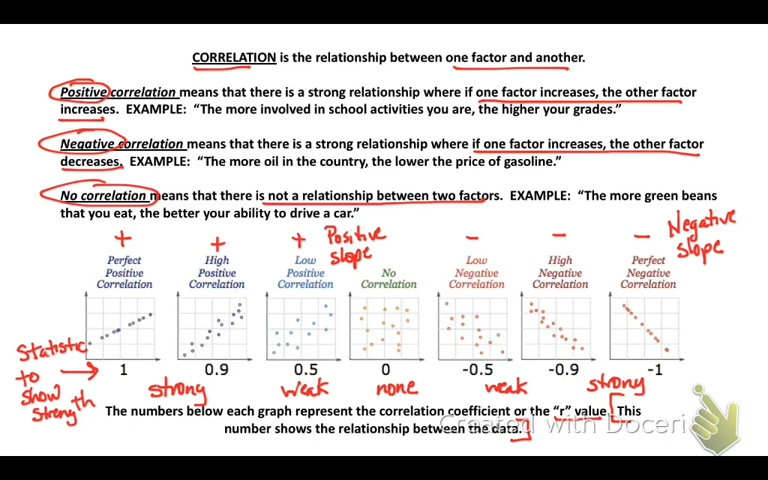 CORRELATION is the relationship between one factor and another.
Positive correlation means that there is a strong relationship where if one factor increases, the other factor
increases. EXAMPLE: “The more involved in school activities you are, the higher your grades.”
Negative correlation means that there is a strong relationship where if one factor increases, the other factor
decreases. EXAMPLE: “The more oil in the country, the lower the price of gasoline.”
No correlation means that there is not a relationship between two factors. EXAMPLE: “The more green beans
that you eat, the better your ability to drive a car.”
+ + + Positive - - - Negative
slope slope
Perfect High Low No Low High Perfect
Positive Positive Positive Correlation Negative Negative Negative
Correlation Correlation Correlation Correlation Correlation Correlation
Statistic
to
show
strength
1 0.9 0.5 0 -0.5 -0.9 -1
strong weak none weak strong
The numbers below each graph represent the correlation coefficient or the “r” value. This
number shows the relationship between the data.
Created with Doceri